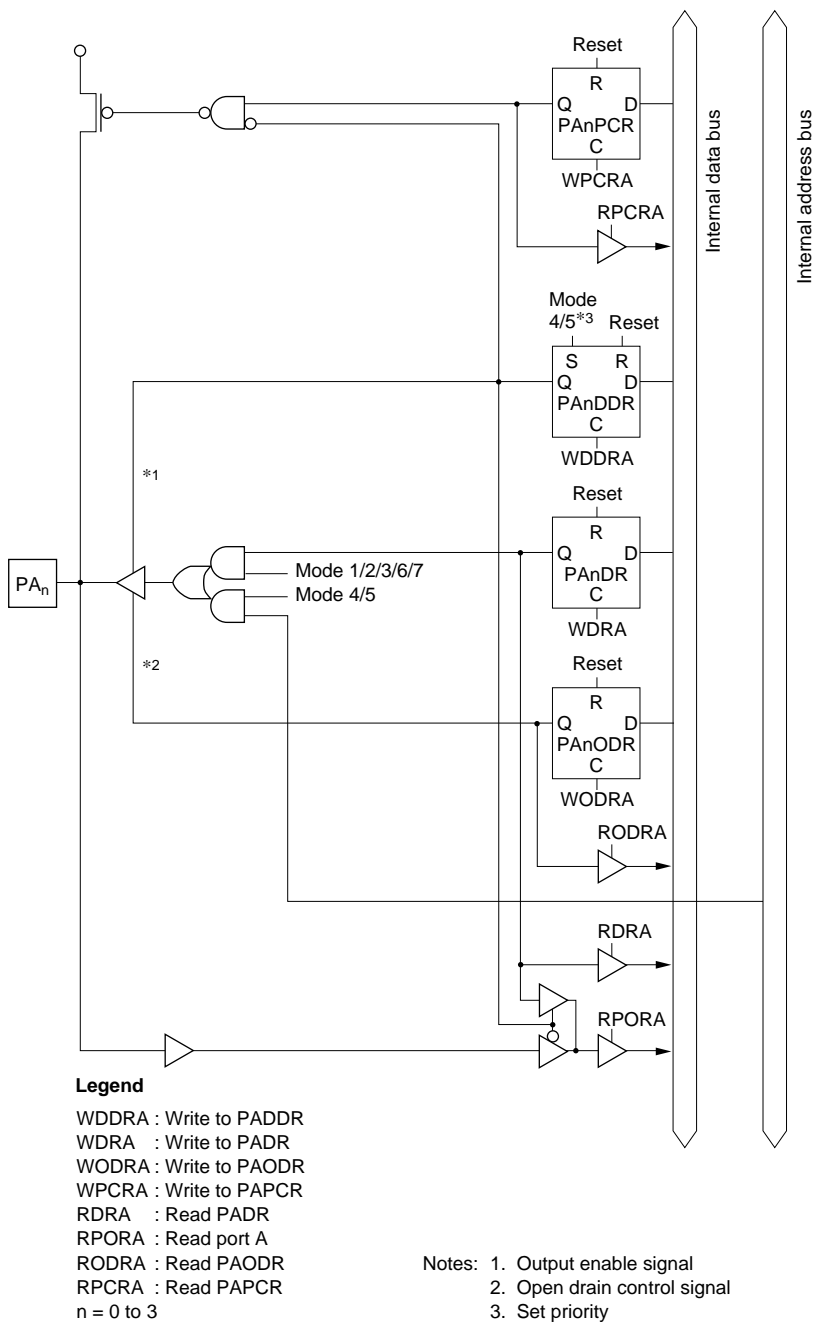 Reset
R
Q D
PAnPCR
C
WPCRA
RPCRA
Internal data bus
Internal address bus
Mode
4/5*3 Reset
S R
Q D
PAnDDR
C
WDDRA
*1
Reset
R
Q D
PAnDR
C
WDRA
Mode 1/2/3/6/7
Mode 4/5
PAn
*2
Reset
R
Q D
PAnODR
C
WODRA
RODRA
RDRA
RPORA
Legend
WDDRA : Write to PADDR
WDRA : Write to PADR
WODRA : Write to PAODR
WPCRA : Write to PAPCR
RDRA : Read PADR
RPORA : Read port A
RODRA : Read PAODR
RPCRA : Read PAPCR
n = 0 to 3
Notes: 1. Output enable signal
2. Open drain control signal
3. Set priority